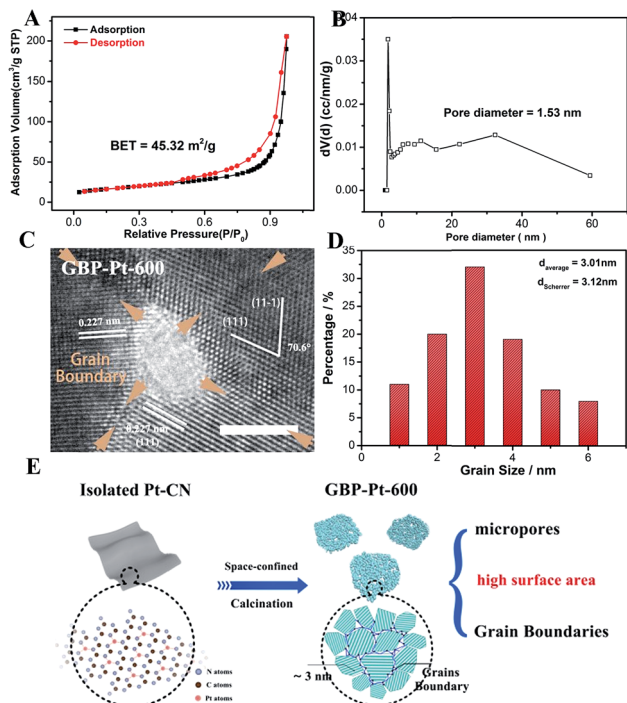 A
Adsorption
Desorption
BET = 45.32 m²/g
Adsorption Volume(cm³/g STP)
200
150
100
50
0
0.0 0.3 0.6 0.9 1.2
Relative Pressure(P/P₀)
B
Pore diameter = 1.53 nm
dV(d) (cc/nm/g)
0.04
0.03
0.02
0.01
0.00
0 20 40 60
Pore diameter ( nm )
C
GBP-Pt-600
(11-1)
(111)
70.6°
0.227 nm
Grain
Boundary
0.227 nm
(111)
D
d average = 3.01nm
d Scherrer = 3.12nm
Percentage / %
35
30
25
20
15
10
5
0
2 4 6
Grain Size / nm
E
Isolated Pt-CN
GBP-Pt-600
Space-confined
Calcination
micropores
high surface area
Grain Boundaries
~ 3 nm
Grains
Boundary
N atoms
C atoms
Pt atoms